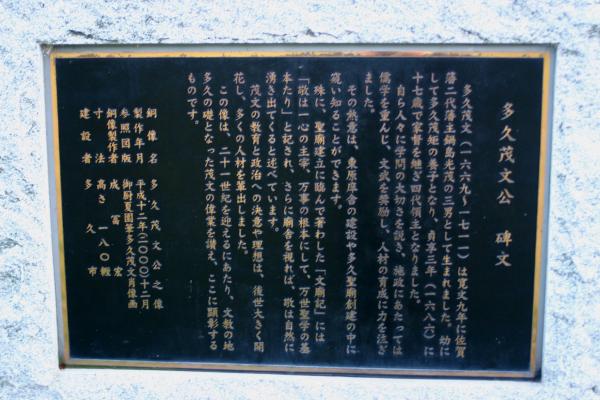 多久茂文公 碑文
多久茂文(一六六九～一七一一)は寛文九年に佐賀
藩二代藩主鍋島光茂の三男として生まれました。幼に
して多久茂矩の養子となり、貞享三年(一六八六)に
十七歳で家督を継ぎ四代領主となりました。
自ら人々に学問の大切さを説き、施政にあたっては
儒学を重んじ、文武を奨励し、人材の育成に力を注ぎ
ました。
その熱意は、東原庠舎の建設や多久聖廟創建の中に
窺い知ることができます。
殊に、聖廟建立に臨んで著わした「文廟記」には
「敬は一心の主宰、万事の根本にして、万世聖学の基
本たり」と記され、さらに廟舎を視れば、敬は自然に
湧き出てくると述べています。
茂文の教育と政治への決意や理想は、後世大きく開
花し、多くの人材を輩出しました。
この像は、二十一世紀を迎えるにあたり、文教の地
多久の礎となった茂文の偉業を讃え、ここに顕彰する
ものです。
銅像名 多久茂文公之像
製作年月 平成十二年(二〇〇〇)十二月
参照図版 御厨夏園筆多久茂文肖像画
銅像製作者 成冨宏
寸法 高さ 一八〇糎
建設者 多久市